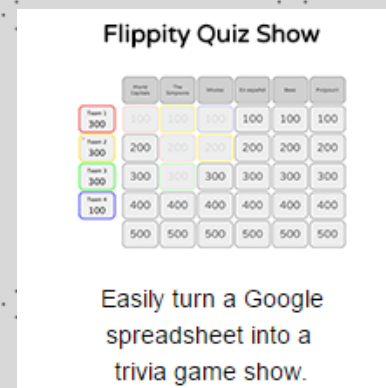 Flippity Quiz Show
World Capitals The Simpsons Movies En español Beer Potpourri
Team 1
300 100 100 100 100 100 100
Team 2
300 200 200 200 200 200 200
Team 3
300 300 300 300 300 300 300
Team 4
100 400 400 400 400 400 400
500 500 500 500 500 500
Easily turn a Google
spreadsheet into a
trivia game show.